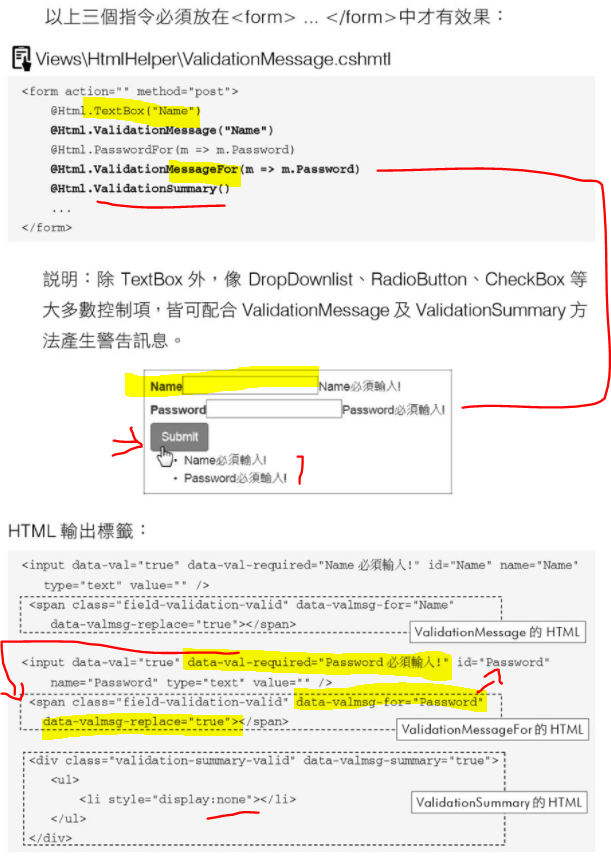 以上三個指令必須放在<form> ... </form>中才有效果：
Views\HtmlHelper\ValidationMessage.cshmtl
<form action="" method="post">
@Html.TextBox("Name")
@Html.ValidationMessage("Name")
@Html.PasswordFor(m => m.Password)
@Html.ValidationMessageFor(m => m.Password)
@Html.ValidationSummary()
...
</form>
說明：除 TextBox 外，像 DropDownlist、RadioButton、CheckBox 等
大多數控制項，皆可配合 ValidationMessage 及 ValidationSummary 方
法產生警告訊息。
Name Name必須輸入!
Password Password必須輸入!
Submit
• Name必須輸入!
• Password必須輸入!
HTML 輸出標籤：
<input data-val="true" data-val-required="Name 必須輸入!" id="Name" name="Name"
type="text" value="" />
<span class="field-validation-valid" data-valmsg-for="Name"
data-valmsg-replace="true"></span>
ValidationMessage 的 HTML
<input data-val="true" data-val-required="Password 必須輸入!" id="Password"
name="Password" type="text" value="" />
<span class="field-validation-valid" data-valmsg-for="Password"
data-valmsg-replace="true"></span>
ValidationMessageFor 的 HTML
<div class="validation-summary-valid" data-valmsg-summary="true">
<ul>
<li style="display:none"></li>
ValidationSummary 的 HTML
</ul>
</div>